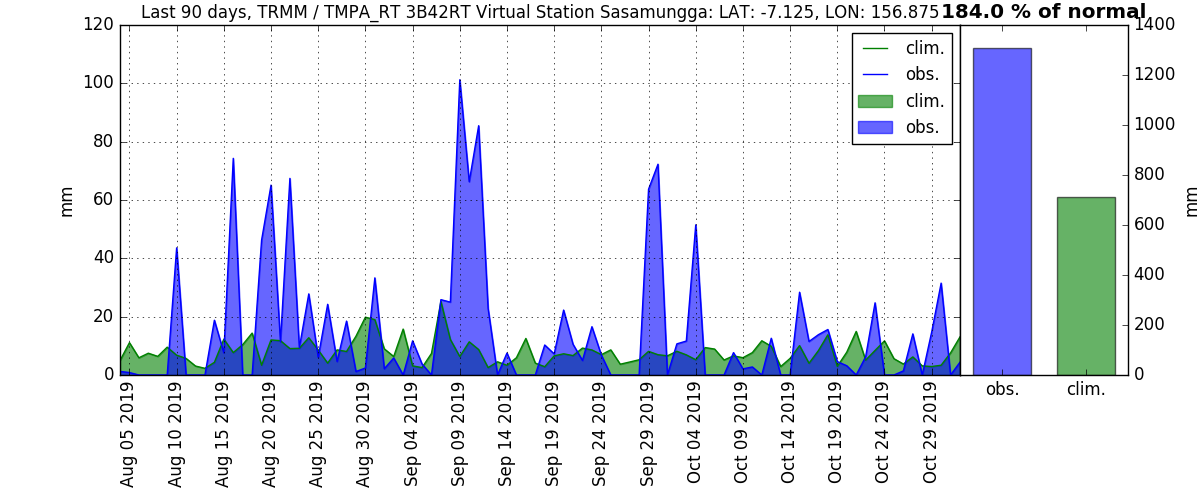 Last 90 days, TRMM / TMPA_RT 3B42RT Virtual Station Sasamungga: LAT: -7.125, LON: 156.875
184.0 % of normal
mm
120
100
80
60
40
20
0
clim.
obs.
clim.
obs.
Aug 05 2019
Aug 10 2019
Aug 15 2019
Aug 20 2019
Aug 25 2019
Aug 30 2019
Sep 04 2019
Sep 09 2019
Sep 14 2019
Sep 19 2019
Sep 24 2019
Sep 29 2019
Oct 04 2019
Oct 09 2019
Oct 14 2019
Oct 19 2019
Oct 24 2019
Oct 29 2019
1400
1200
1000
800
600
400
200
0
mm
obs.
clim.